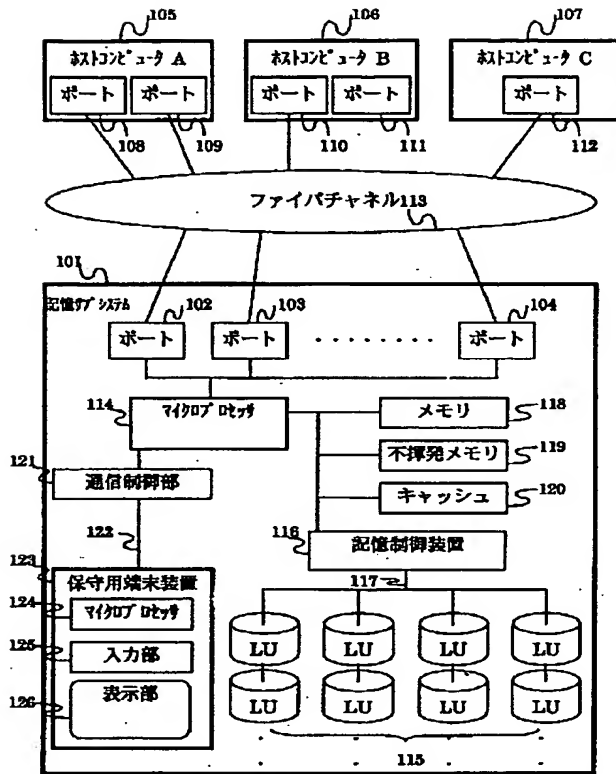 105
106
107
ホストコンピュータ A
ホストコンピュータ B
ホストコンピュータ C
ポート
ポート
ポート
ポート
ポート
108
109
110
111
112
ファイバチャネル113
101
記憶サブシステム
102
103
104
ポート
ポート
ポート
114
マイクロプロセッサ
メモリ
118
不揮発メモリ
119
キャッシュ
120
121
通信制御部
122
116
記憶制御装置
117
123
保守用端末装置
124
マイクロプロセッサ
125
入力部
126
表示部
LU
LU
LU
LU
LU
LU
LU
LU
115